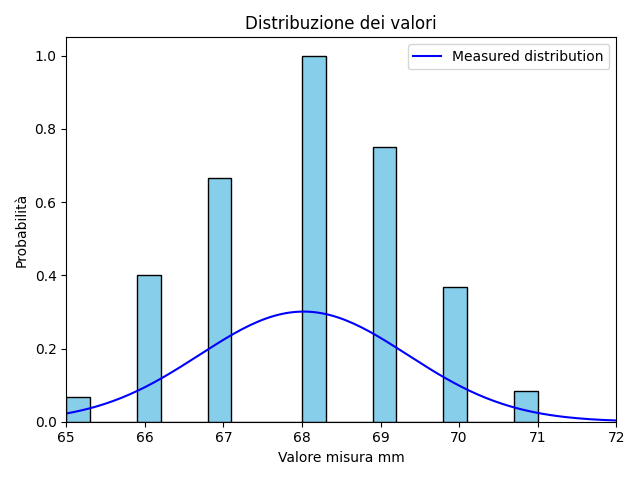 Distribuzione dei valori
Measured distribution
Probabilità
1.0
0.8
0.6
0.4
0.2
0.0
65 66 67 68 69 70 71 72
Valore misura mm